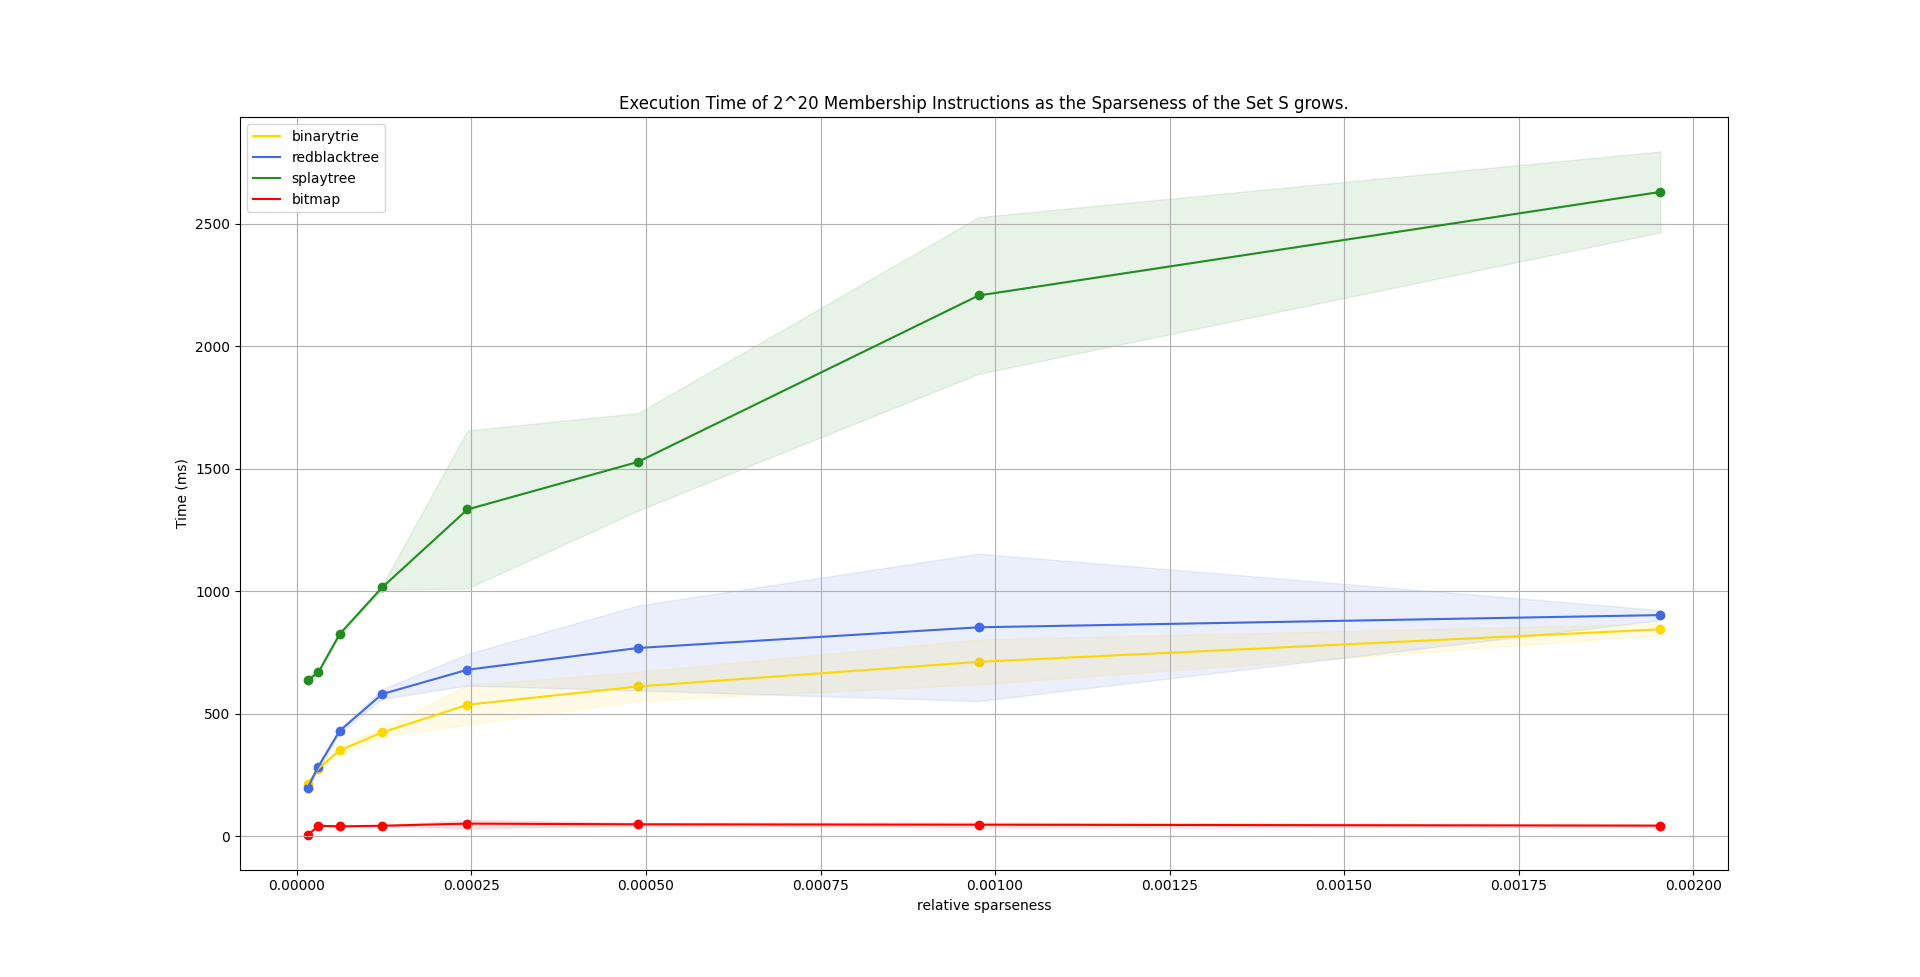 Execution Time of 2^20 Membership Instructions as the Sparseness of the Set S grows.
binarytrie
redblacktree
splaytree
bitmap
2500
2000
1500
1000
500
0
Time (ms)
0.00000 0.00025 0.00050 0.00075 0.00100 0.00125 0.00150 0.00175 0.00200
relative sparseness